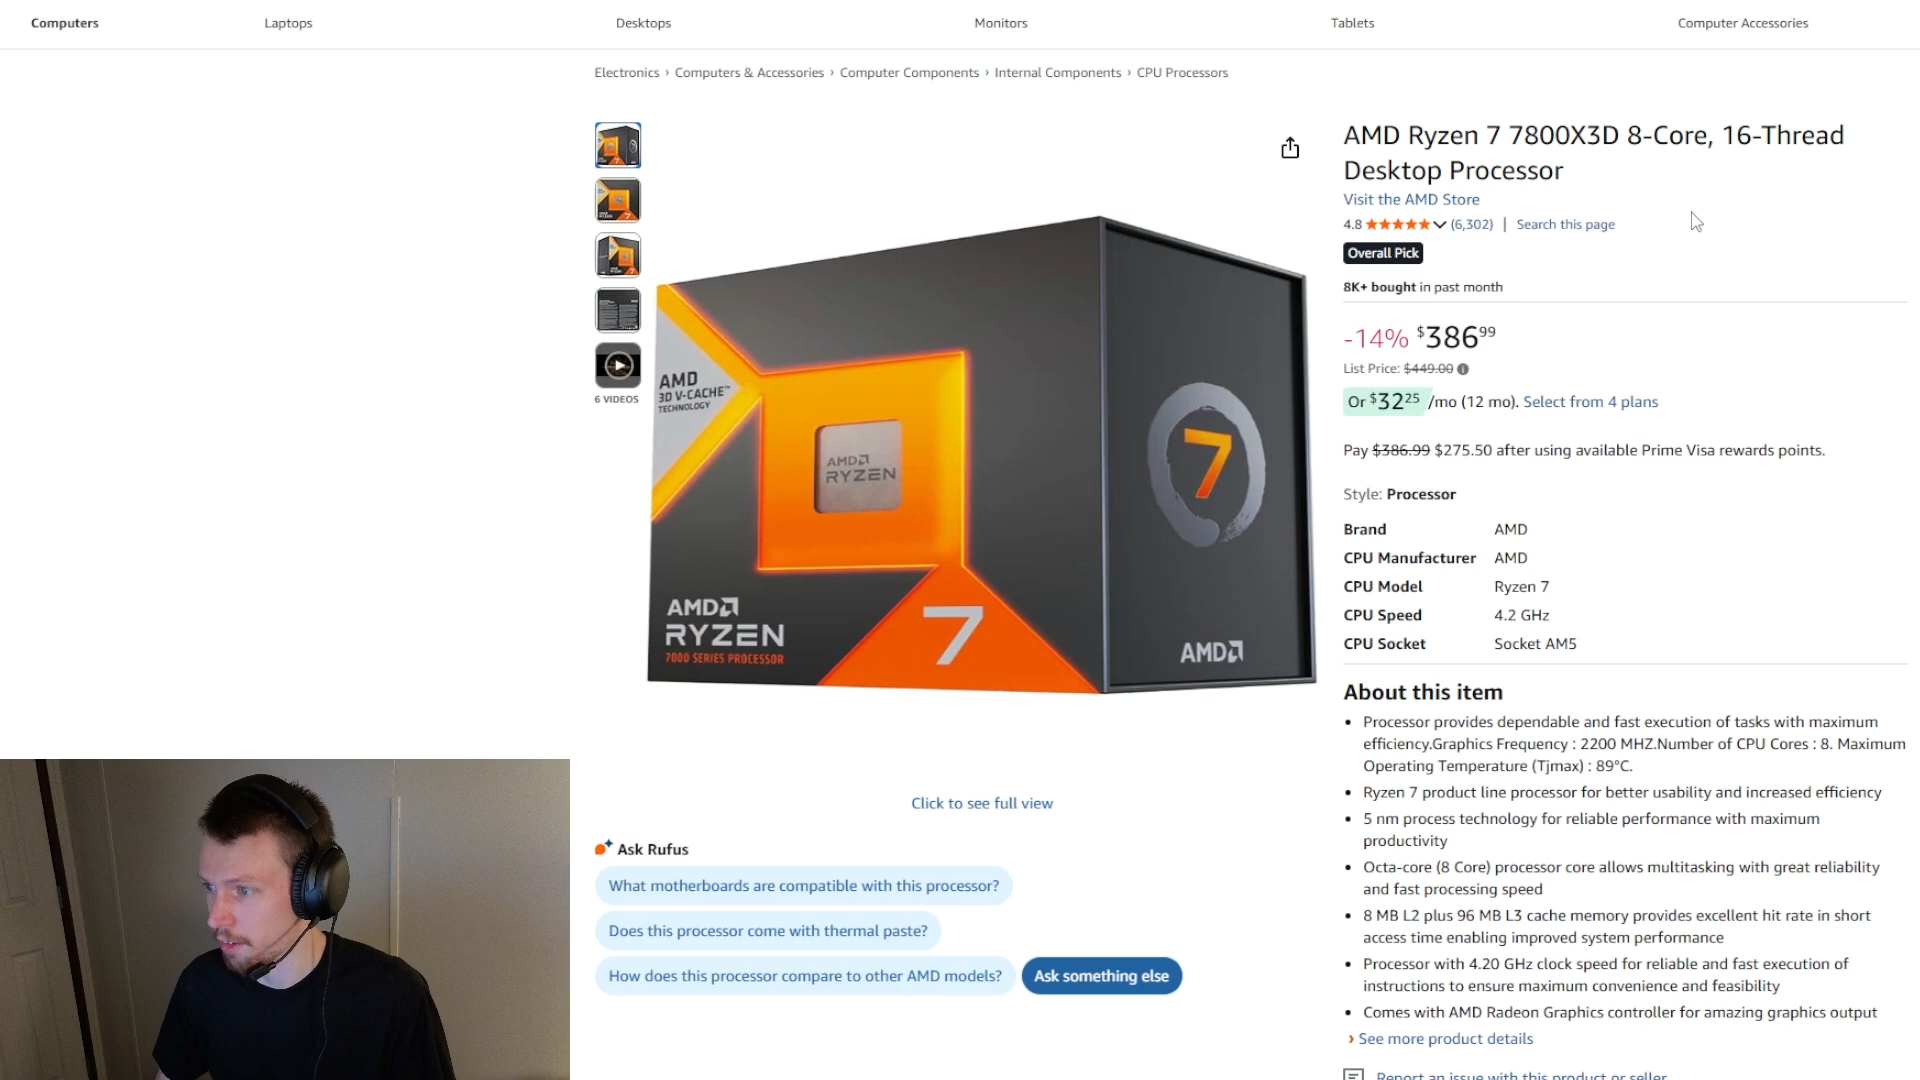 Computers
Laptops
Desktops
Monitors
Tablets
Computer Accessories
Electronics › Computers & Accessories › Computer Components › Internal Components › CPU Processors
6 VIDEOS
AMD
3D V-CACHE™
TECHNOLOGY
AMD
RYZEN
AMD
RYZEN
7000 SERIES PROCESSOR
7
7
AMD
Click to see full view
Ask Rufus
What motherboards are compatible with this processor?
Does this processor come with thermal paste?
How does this processor compare to other AMD models?
Ask something else
AMD Ryzen 7 7800X3D 8-Core, 16-Thread
Desktop Processor
Visit the AMD Store
4.8 (6,302) | Search this page
Overall Pick
8K+ bought in past month
-14% $386 99
List Price: $449.00
Or $32 25 /mo (12 mo). Select from 4 plans
Pay $386.99 $275.50 after using available Prime Visa rewards points.
Style: Processor
Brand AMD
CPU Manufacturer AMD
CPU Model Ryzen 7
CPU Speed 4.2 GHz
CPU Socket Socket AM5
About this item
• Processor provides dependable and fast execution of tasks with maximum
efficiency.Graphics Frequency : 2200 MHZ.Number of CPU Cores : 8. Maximum
Operating Temperature (Tjmax) : 89°C.
• Ryzen 7 product line processor for better usability and increased efficiency
• 5 nm process technology for reliable performance with maximum
productivity
• Octa-core (8 Core) processor core allows multitasking with great reliability
and fast processing speed
• 8 MB L2 plus 96 MB L3 cache memory provides excellent hit rate in short
access time enabling improved system performance
• Processor with 4.20 GHz clock speed for reliable and fast execution of
instructions to ensure maximum convenience and feasibility
• Comes with AMD Radeon Graphics controller for amazing graphics output
› See more product details
Report an issue with this product or seller